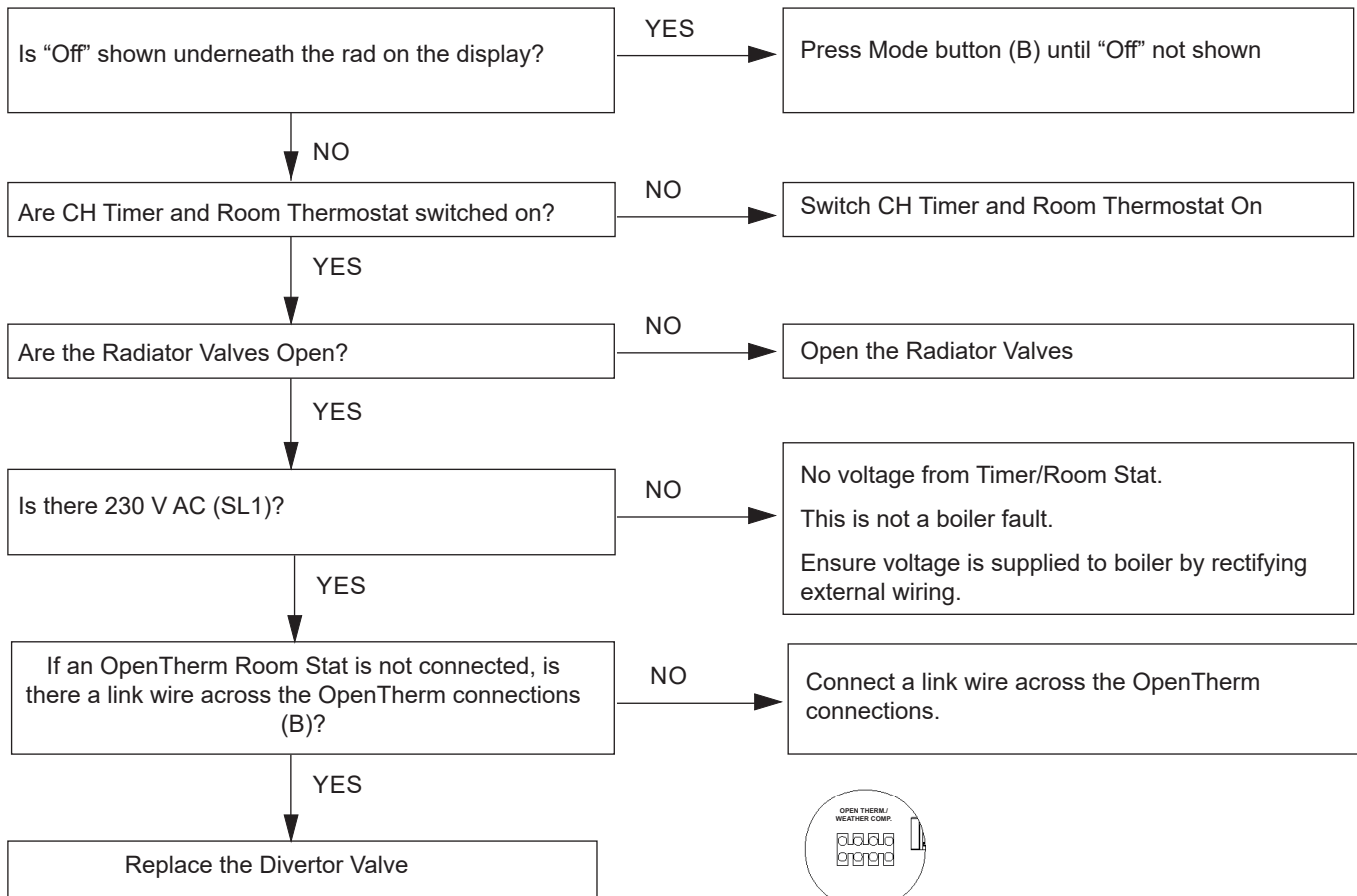 Is “Off” shown underneath the rad on the display?
YES
Press Mode button (B) until “Off” not shown
NO
Are CH Timer and Room Thermostat switched on?
NO
Switch CH Timer and Room Thermostat On
YES
Are the Radiator Valves Open?
NO
Open the Radiator Valves
YES
Is there 230 V AC (SL1)?
NO
No voltage from Timer/Room Stat.
This is not a boiler fault.
Ensure voltage is supplied to boiler by rectifying
external wiring.
YES
If an OpenTherm Room Stat is not connected, is
there a link wire across the OpenTherm connections
(B)?
NO
Connect a link wire across the OpenTherm
connections.
YES
Replace the Divertor Valve
OPEN THERM./
WEATHER COMP.